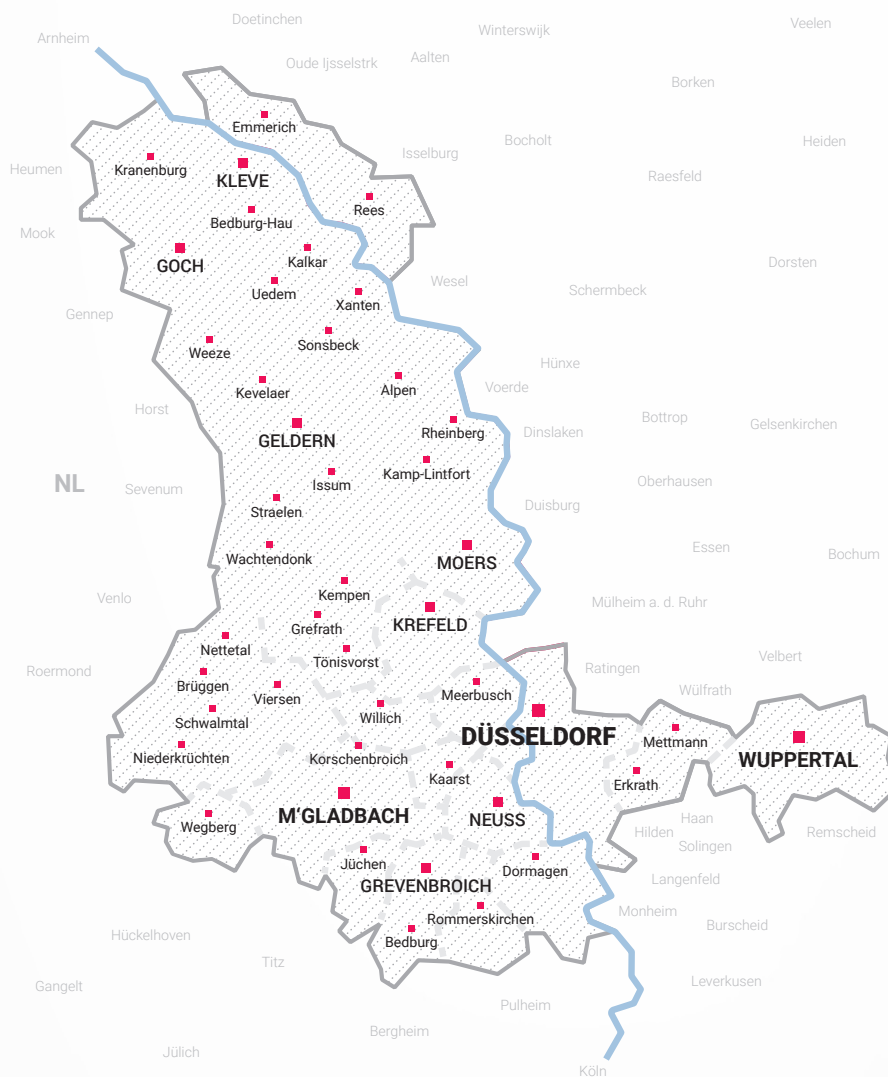 Doetinchen
Veelen
Winterswijk
Arnheim
Aalten
Oude Ijsselstrk
Borken
Emmerich
Bocholt
Heiden
Isselburg
Heumen
Kranenburg
KLEVE
Raesfeld
Rees
Bedburg-Hau
Mook
Kalkar
GOCH
Dorsten
Wesel
Uedem
Schermbeck
Xanten
Gennep
Sonsbeck
Weeze
Hünxe
Kevelaer
Alpen
Voerde
Horst
Bottrop
Gelsenkirchen
Rheinberg
Dinslaken
GELDERN
Kamp-Lintfort
NL
Issum
Oberhausen
Sevenum
Straelen
Duisburg
Essen
Bochum
Wachtendonk
MOERS
Kempen
Venlo
Mülheim a. d. Ruhr
KREFELD
Grefrath
Nettetal
Tönisvorst
Velbert
Roermond
Ratingen
Brüggen
Wülfrath
Viersen
Meerbusch
Schwalmtal
Willich
DÜSSELDORF
Mettmann
Niederkrüchten
Korschenbroich
WUPPERTAL
Kaarst
Erkrath
M‘GLADBACH
NEUSS
Haan
Wegberg
Hilden
Remscheid
Solingen
Jüchen
Dormagen
Langenfeld
GREVENBROICH
Monheim
Rommerskirchen
Burscheid
Hückelhoven
Bedburg
Titz
Leverkusen
Gangelt
Pulheim
Bergheim
Jülich
Köln